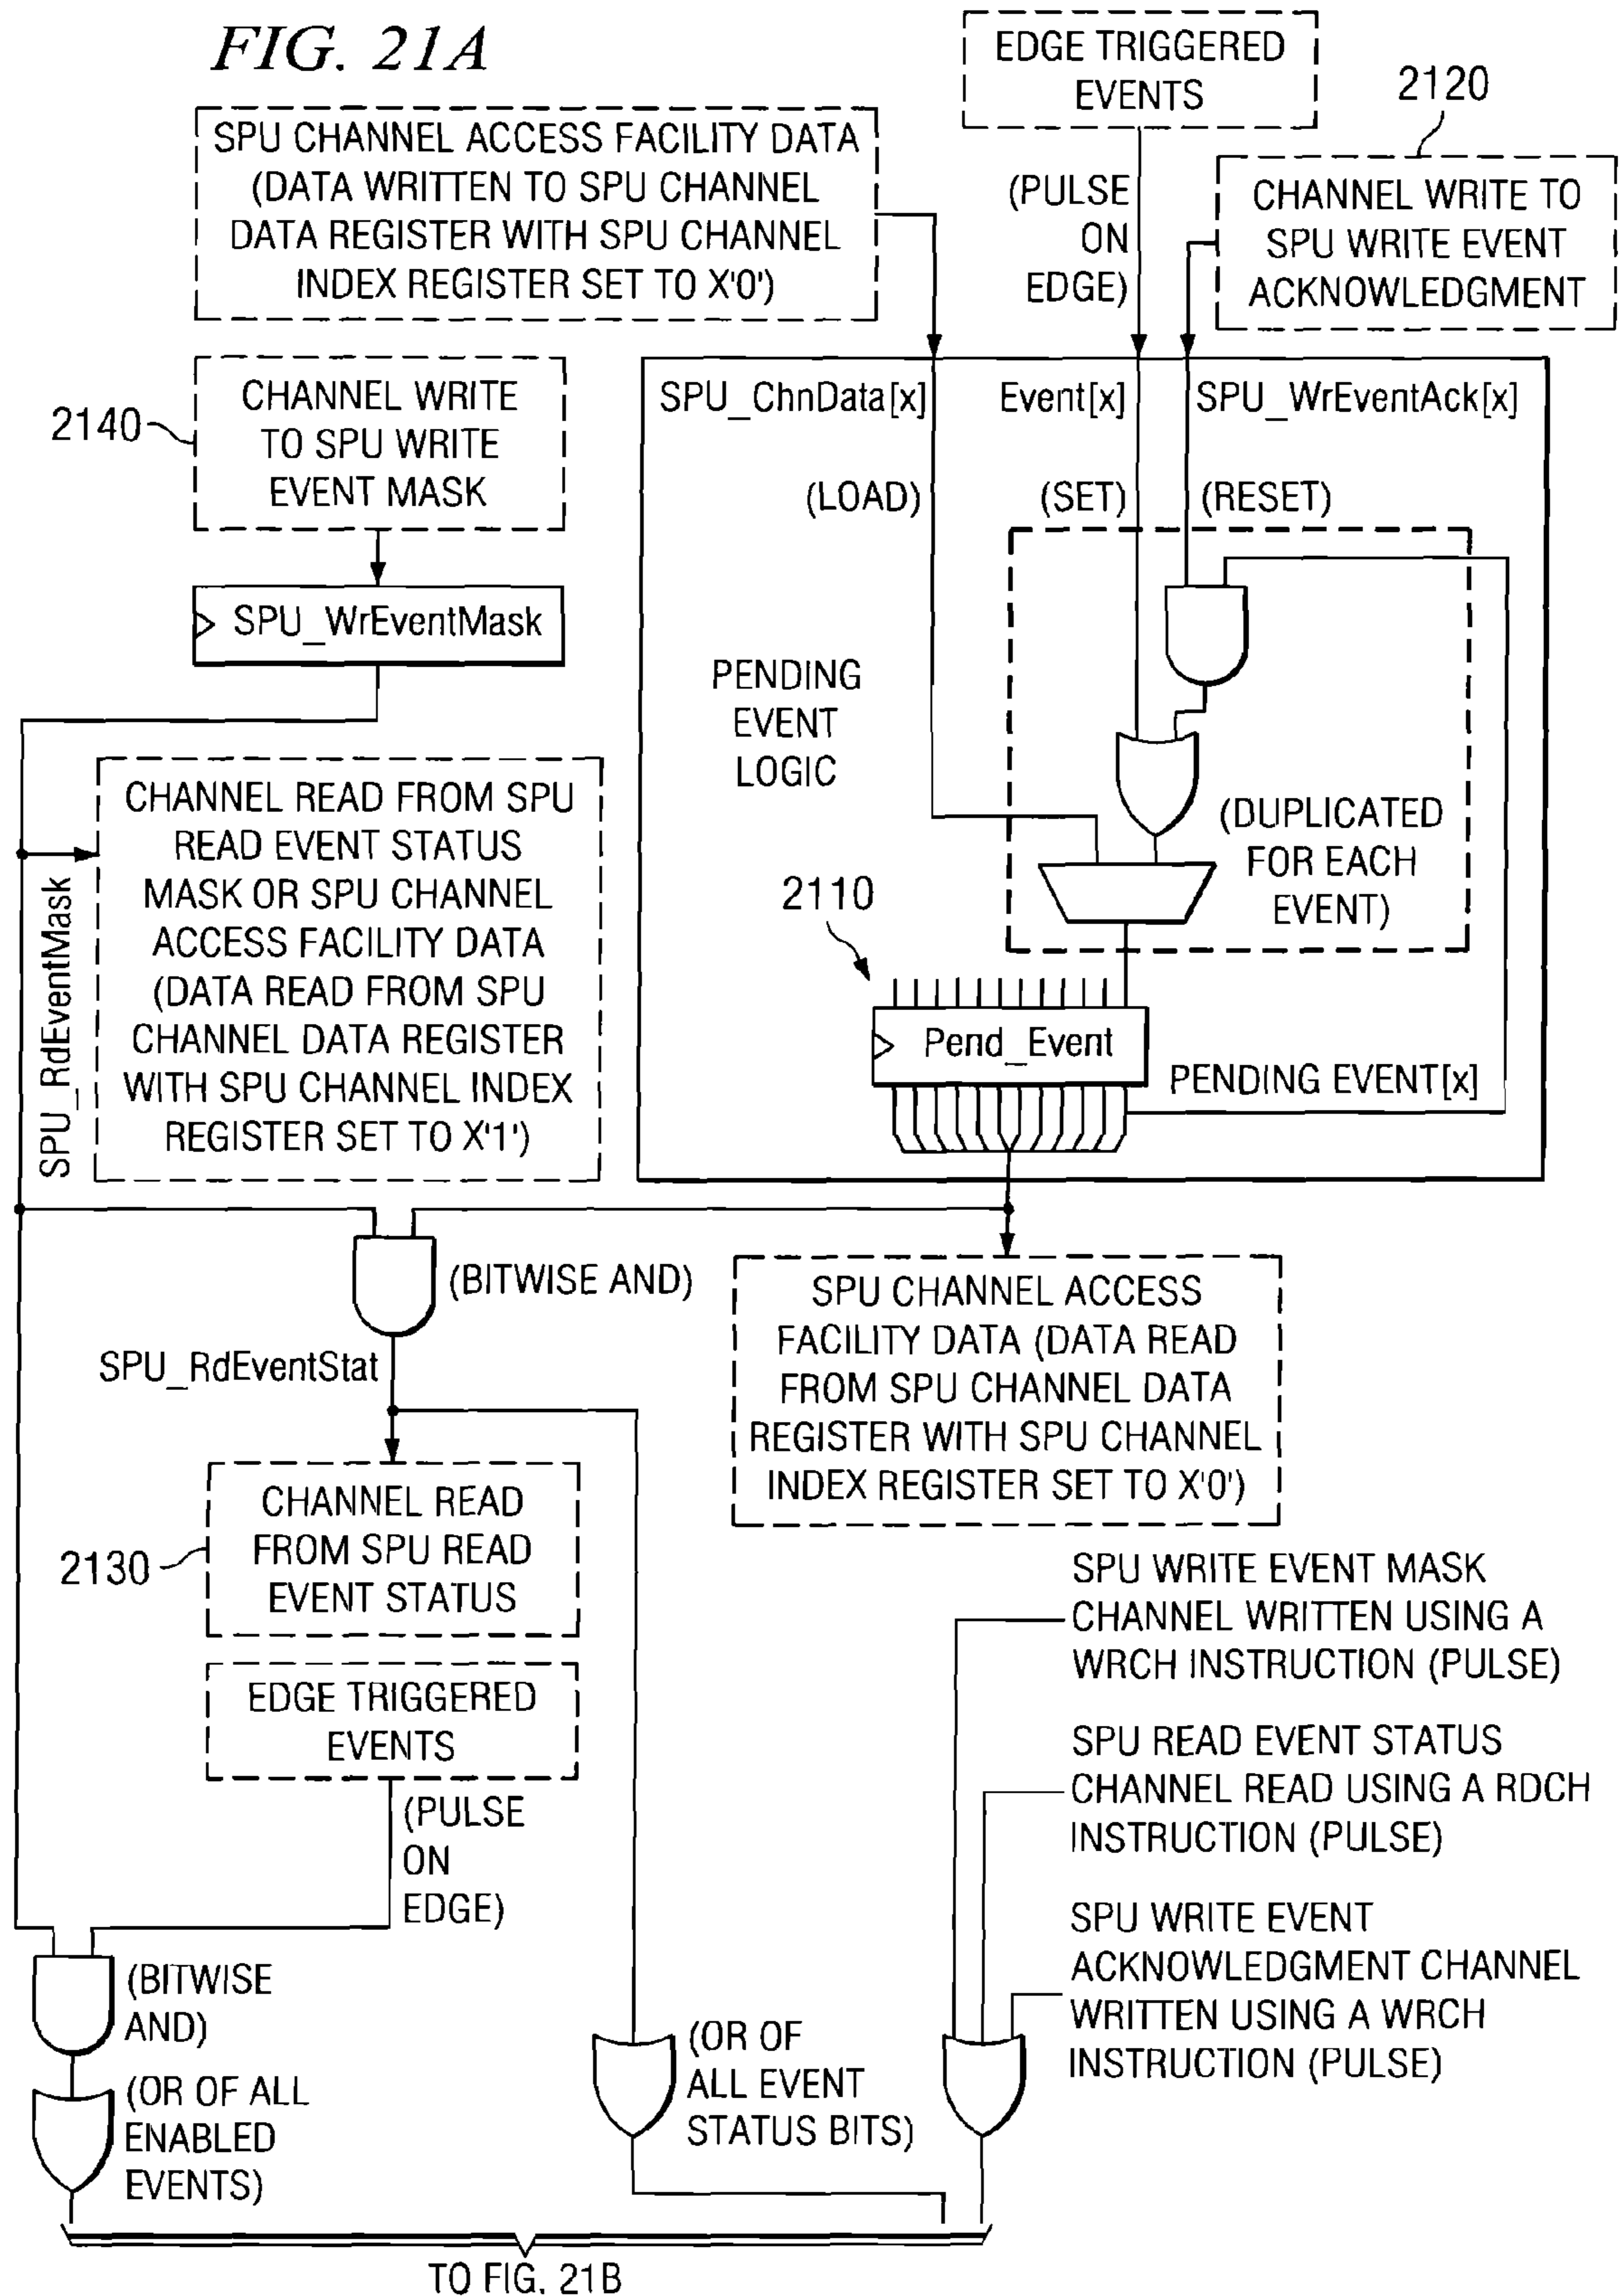 FIG. 21A
EDGE TRIGGERED
EVENTS
2120
SPU CHANNEL ACCESS FACILITY DATA
(DATA WRITTEN TO SPU CHANNEL
DATA REGISTER WITH SPU CHANNEL
INDEX REGISTER SET TO X'0')
(PULSE
ON
EDGE)
CHANNEL WRITE TO
SPU WRITE EVENT
ACKNOWLEDGMENT
2140
CHANNEL WRITE
TO SPU WRITE
EVENT MASK
SPU_WrEventMask
SPU_ChnData[x]
Event[x]
SPU_WrEventAck[x]
(LOAD)
(SET)
(RESET)
PENDING
EVENT
LOGIC
(DUPLICATED
FOR EACH
EVENT)
2110
Pend_Event
PENDING EVENT[x]
SPU_RdEventMask
CHANNEL READ FROM SPU
READ EVENT STATUS
MASK OR SPU CHANNEL
ACCESS FACILITY DATA
(DATA READ FROM SPU
CHANNEL DATA REGISTER
WITH SPU CHANNEL INDEX
REGISTER SET TO X'1')
(BITWISE AND)
SPU_RdEventStat
SPU CHANNEL ACCESS
FACILITY DATA (DATA READ
FROM SPU CHANNEL DATA
REGISTER WITH SPU CHANNEL
INDEX REGISTER SET TO X'0')
2130
CHANNEL READ
FROM SPU READ
EVENT STATUS
EDGE TRIGGERED
EVENTS
(PULSE
ON
EDGE)
SPU WRITE EVENT MASK
CHANNEL WRITTEN USING A
WRCH INSTRUCTION (PULSE)
SPU READ EVENT STATUS
CHANNEL READ USING A RDCH
INSTRUCTION (PULSE)
SPU WRITE EVENT
ACKNOWLEDGMENT CHANNEL
WRITTEN USING A WRCH
INSTRUCTION (PULSE)
(BITWISE
AND)
(OR OF ALL
ENABLED
EVENTS)
(OR OF
ALL EVENT
STATUS BITS)
TO FIG. 21B